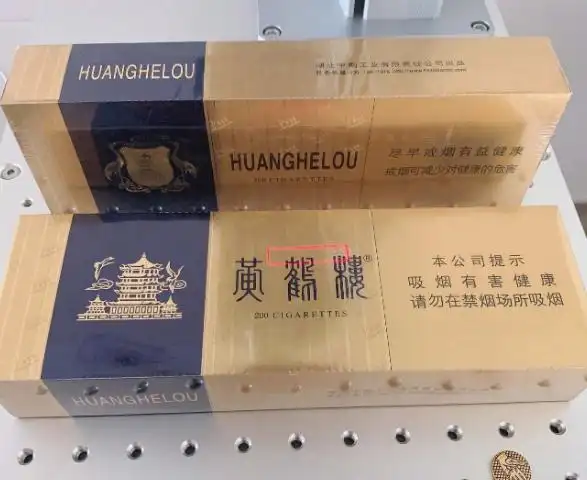 HUANGHELOU
HUANGHELOU
200 CIGARETTES
尽早戒烟有益健康
戒烟可减少对健康的危害
黄鹤楼®
200 CIGARETTES
本公司提示
吸烟有害健康
请勿在禁烟场所吸烟
HUANGHELOU